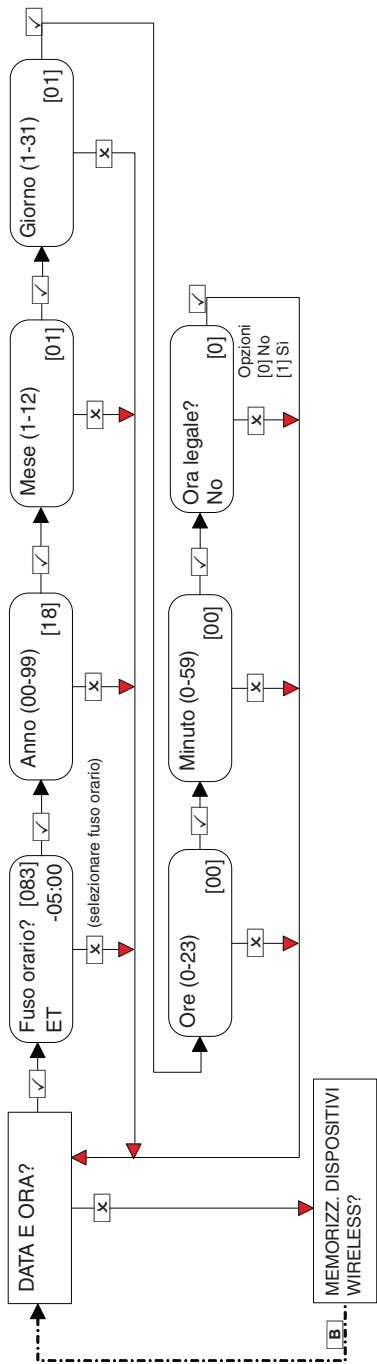 DATA E ORA?
✓
Fuso orario? [083]
ET -05:00
✓
Anno (00-99)
[18]
✓
Mese (1-12)
[01]
✓
Giorno (1-31)
[01]
✓
x
(selezionare fuso orario)
x
x
x
Ore (0-23)
[00]
✓
Minuto (0-59)
[00]
✓
Ora legale?
No
[0]
✓
x
x
x
Opzioni
[0] No
[1] Sì
x
MEMORIZZ. DISPOSITIVI
WIRELESS?
B